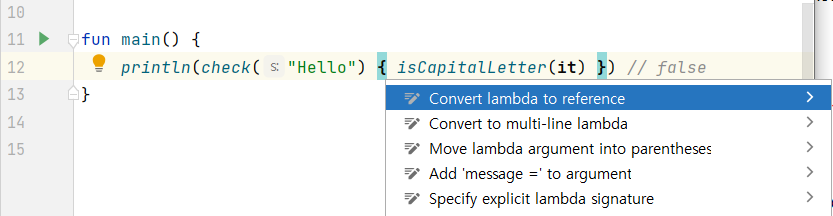 10
11 fun main() {
12 println(check( s: "Hello") { isCapitalLetter(it) }) // false
Convert lambda to reference
13 }
Convert to multi-line lambda
14
Move lambda argument into parentheses
15
Add 'message =' to argument
Specify explicit lambda signature